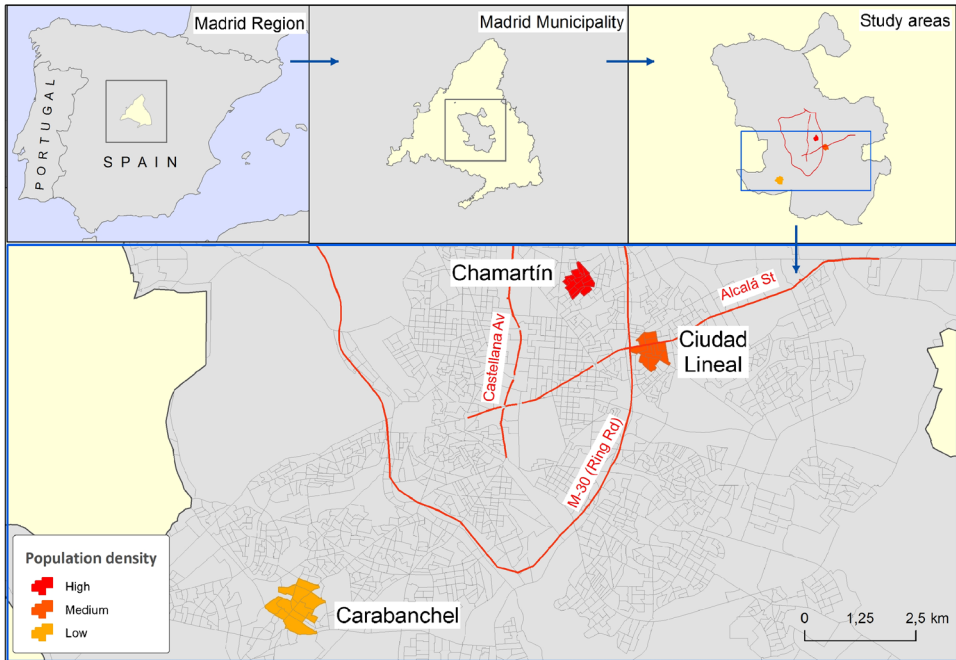 Madrid Region
Madrid Municipality
Study areas
PORTUGAL
SPAIN
Chamartín
Alcalá St
Castellana Av
Ciudad
Lineal
M-30 (Ring Rd)
Population density
High
Medium
Low
Carabanchel
0 1,25 2,5 km